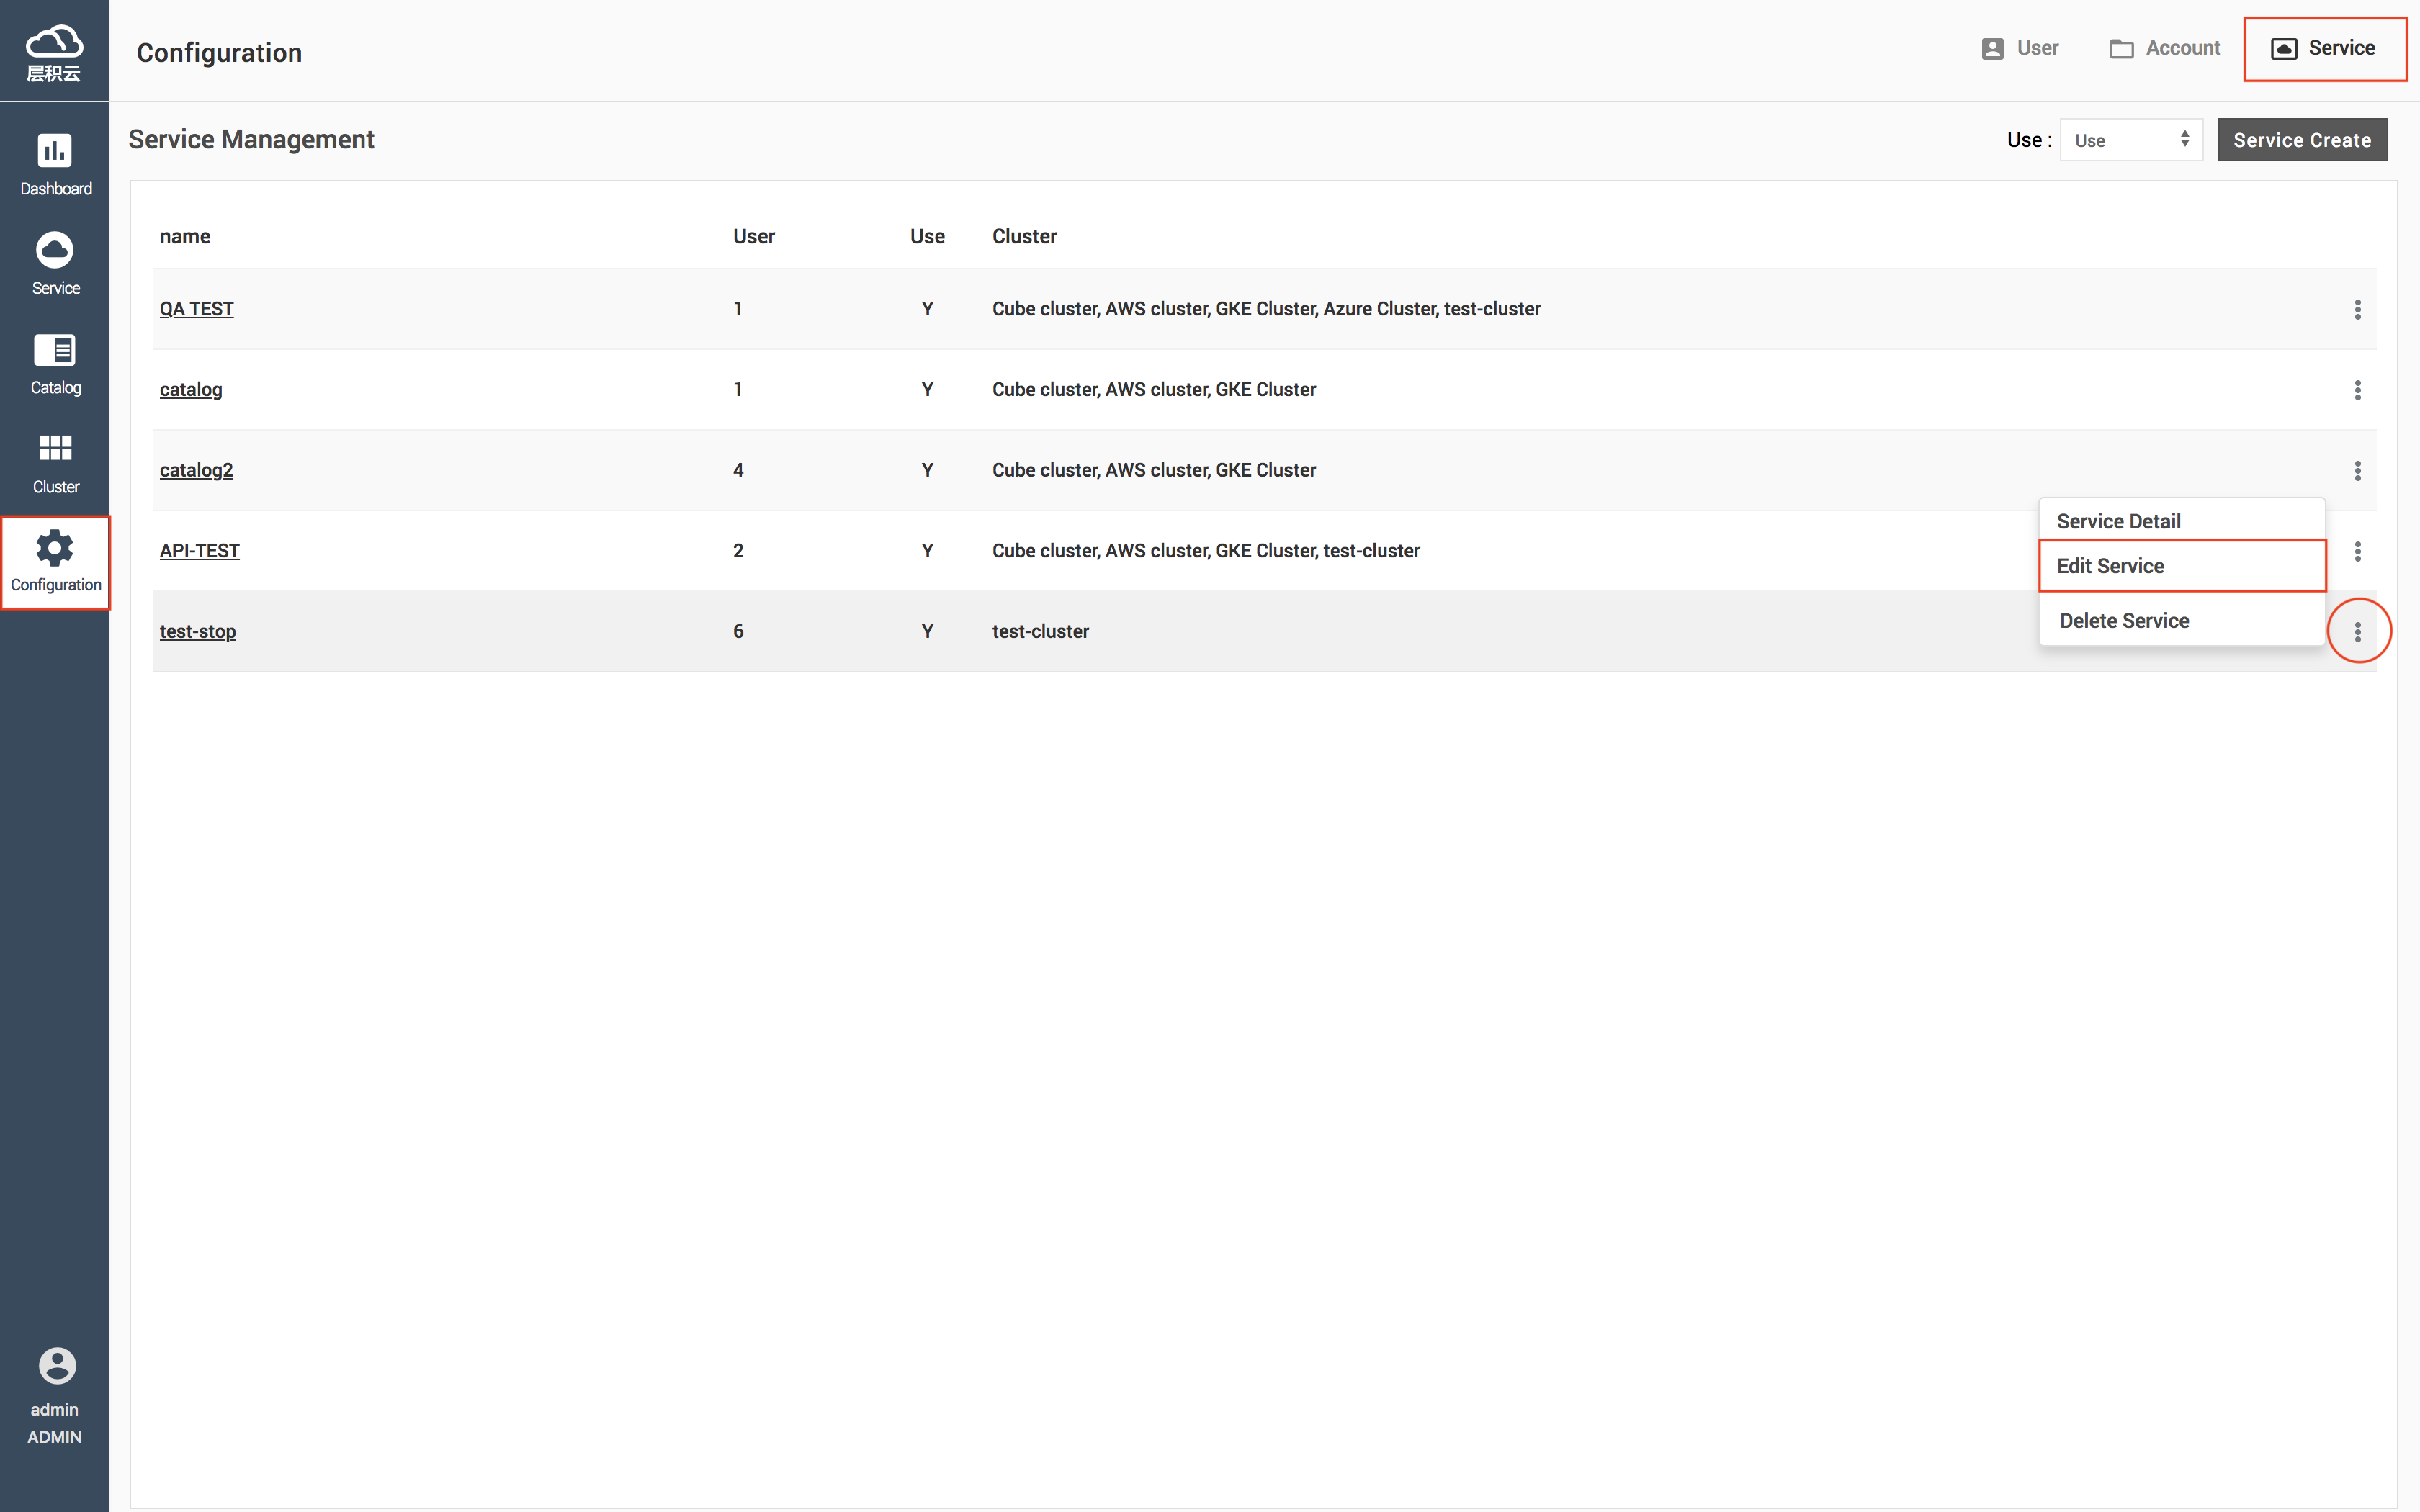 层积云
Configuration
User
Account
Service
Service Management
Use :
Use
Service Create
Dashboard
Service
Catalog
Cluster
Configuration
name User Use Cluster
QA TEST 1 Y Cube cluster, AWS cluster, GKE Cluster, Azure Cluster, test-cluster
catalog 1 Y Cube cluster, AWS cluster, GKE Cluster
catalog2 4 Y Cube cluster, AWS cluster, GKE Cluster
API-TEST 2 Y Cube cluster, AWS cluster, GKE Cluster, test-cluster
test-stop 6 Y test-cluster
Service Detail
Edit Service
Delete Service
admin
ADMIN